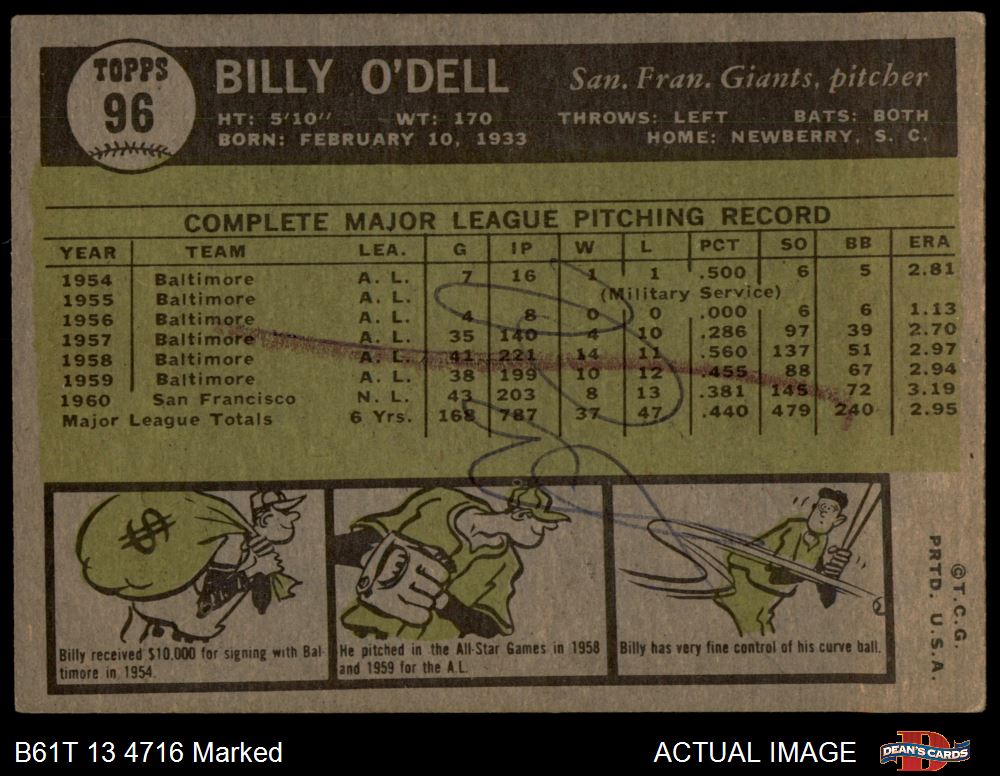 TOPPS
96
BILLY O'DELL
San. Fran. Giants, pitcher
HT: 5'10" WT: 170 THROWS: LEFT BATS: BOTH
BORN: FEBRUARY 10, 1933 HOME: NEWBERRY, S. C.
COMPLETE MAJOR LEAGUE PITCHING RECORD
YEAR TEAM LEA. G IP W L PCT SO BB ERA
1954 Baltimore A. L. 7 16 1 1 .500 6 5 2.81
1955 Baltimore A. L. (Military Service)
1956 Baltimore A. L. 4 8 0 0 .000 6 6 1.13
1957 Baltimore A. L. 35 140 4 10 .286 97 39 2.70
1958 Baltimore A. L. 41 221 14 11 .560 137 51 2.97
1959 Baltimore A. L. 38 199 10 12 .455 88 67 2.94
1960 San Francisco N. L. 43 203 8 13 .381 145 72 3.19
Major League Totals 6 Yrs. 168 787 37 47 .440 479 240 2.95
$
Billy received $10,000 for signing with Bal-
timore in 1954.
He pitched in the All-Star Games in 1958
and 1959 for the A.L.
Billy has very fine control of his curve ball.
©T.C.G.
PRTD. U.S.A.
B61T 13 4716 Marked
ACTUAL IMAGE
DEAN'S CARDS